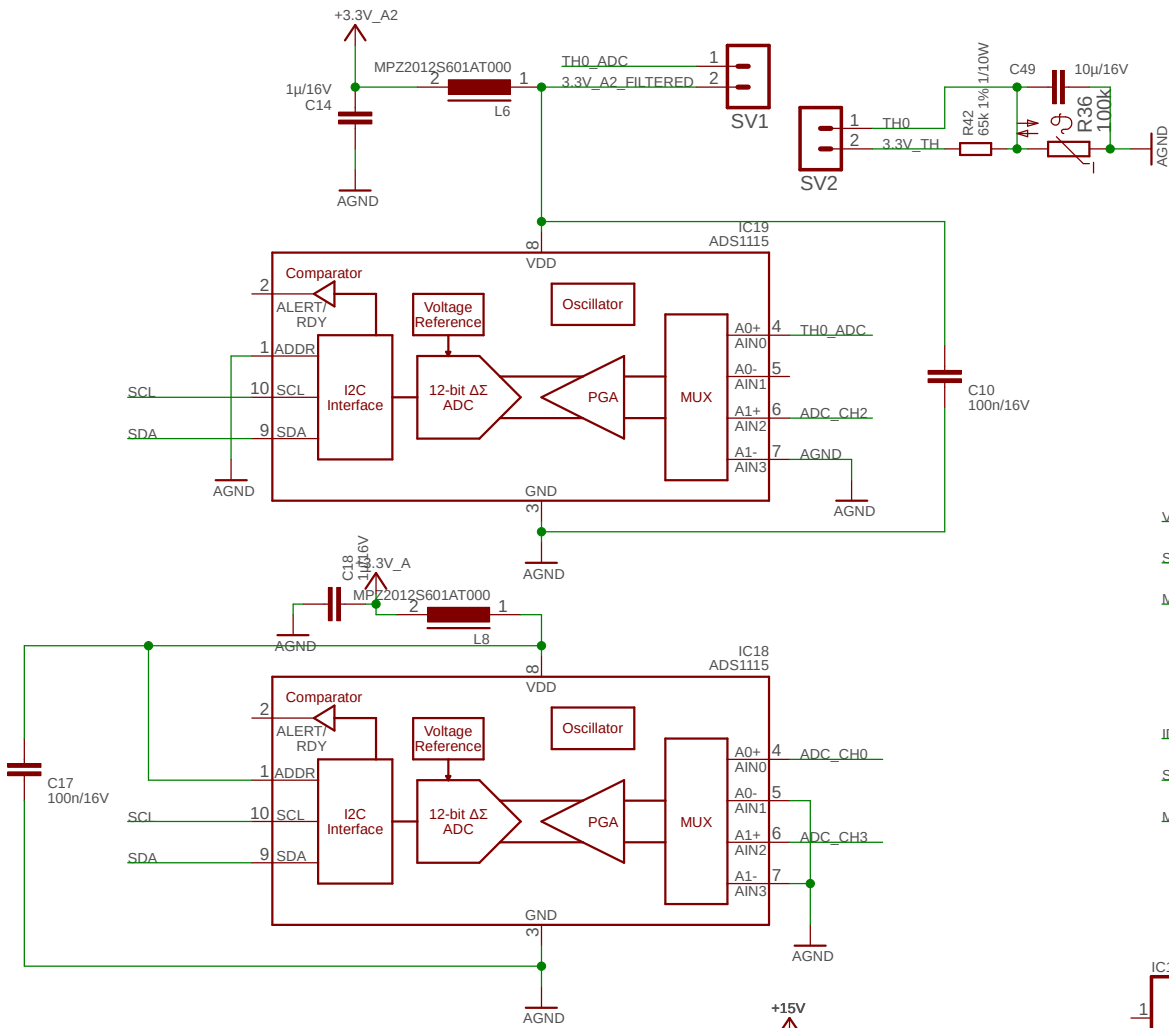 +3.3V_A2
MPZ2012S601AT000
2
1
L6
1µ/16V
C14
AGND
TH0_ADC
1
3.3V_A2_FILTERED
2
SV1
1
TH0
2
3.3V_TH
SV2
R42
65k 1% 1/10W
C49
10µ/16V
R36
100k
AGND
IC19
ADS1115
8
VDD
Comparator
2
ALERT/
RDY
Voltage
Reference
Oscillator
1
ADDR
SCL
10
SCL
SDA
9
SDA
I2C
Interface
12-bit ΔΣ
ADC
PGA
MUX
A0+
AIN0
4
TH0_ADC
A0-
AIN1
5
A1+
AIN2
6
ADC_CH2
A1-
AIN3
7
AGND
AGND
AGND
GND
3
AGND
C10
100n/16V
C18
1µ/16V
+3.3V_A
MPZ2012S601AT000
2
1
L8
AGND
IC18
ADS1115
8
VDD
Comparator
2
ALERT/
RDY
Voltage
Reference
Oscillator
1
ADDR
SCL
10
SCL
SDA
9
SDA
I2C
Interface
12-bit ΔΣ
ADC
PGA
MUX
A0+
AIN0
4
ADC_CH0
A0-
AIN1
5
A1+
AIN2
6
ADC_CH3
A1-
AIN3
7
AGND
C17
100n/16V
GND
3
AGND
+15V
1